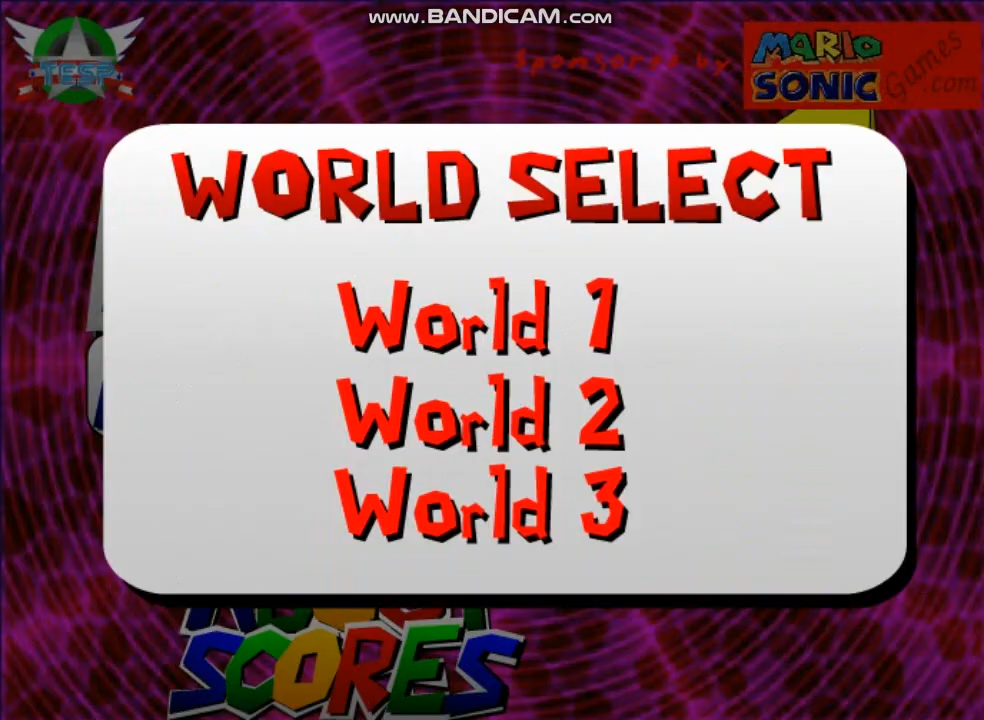 www.BANDICAM.com
TESP
Sponsored by
MARIO
SONIC
Games
.com
WORLD SELECT
World 1
World 2
World 3
SCORES